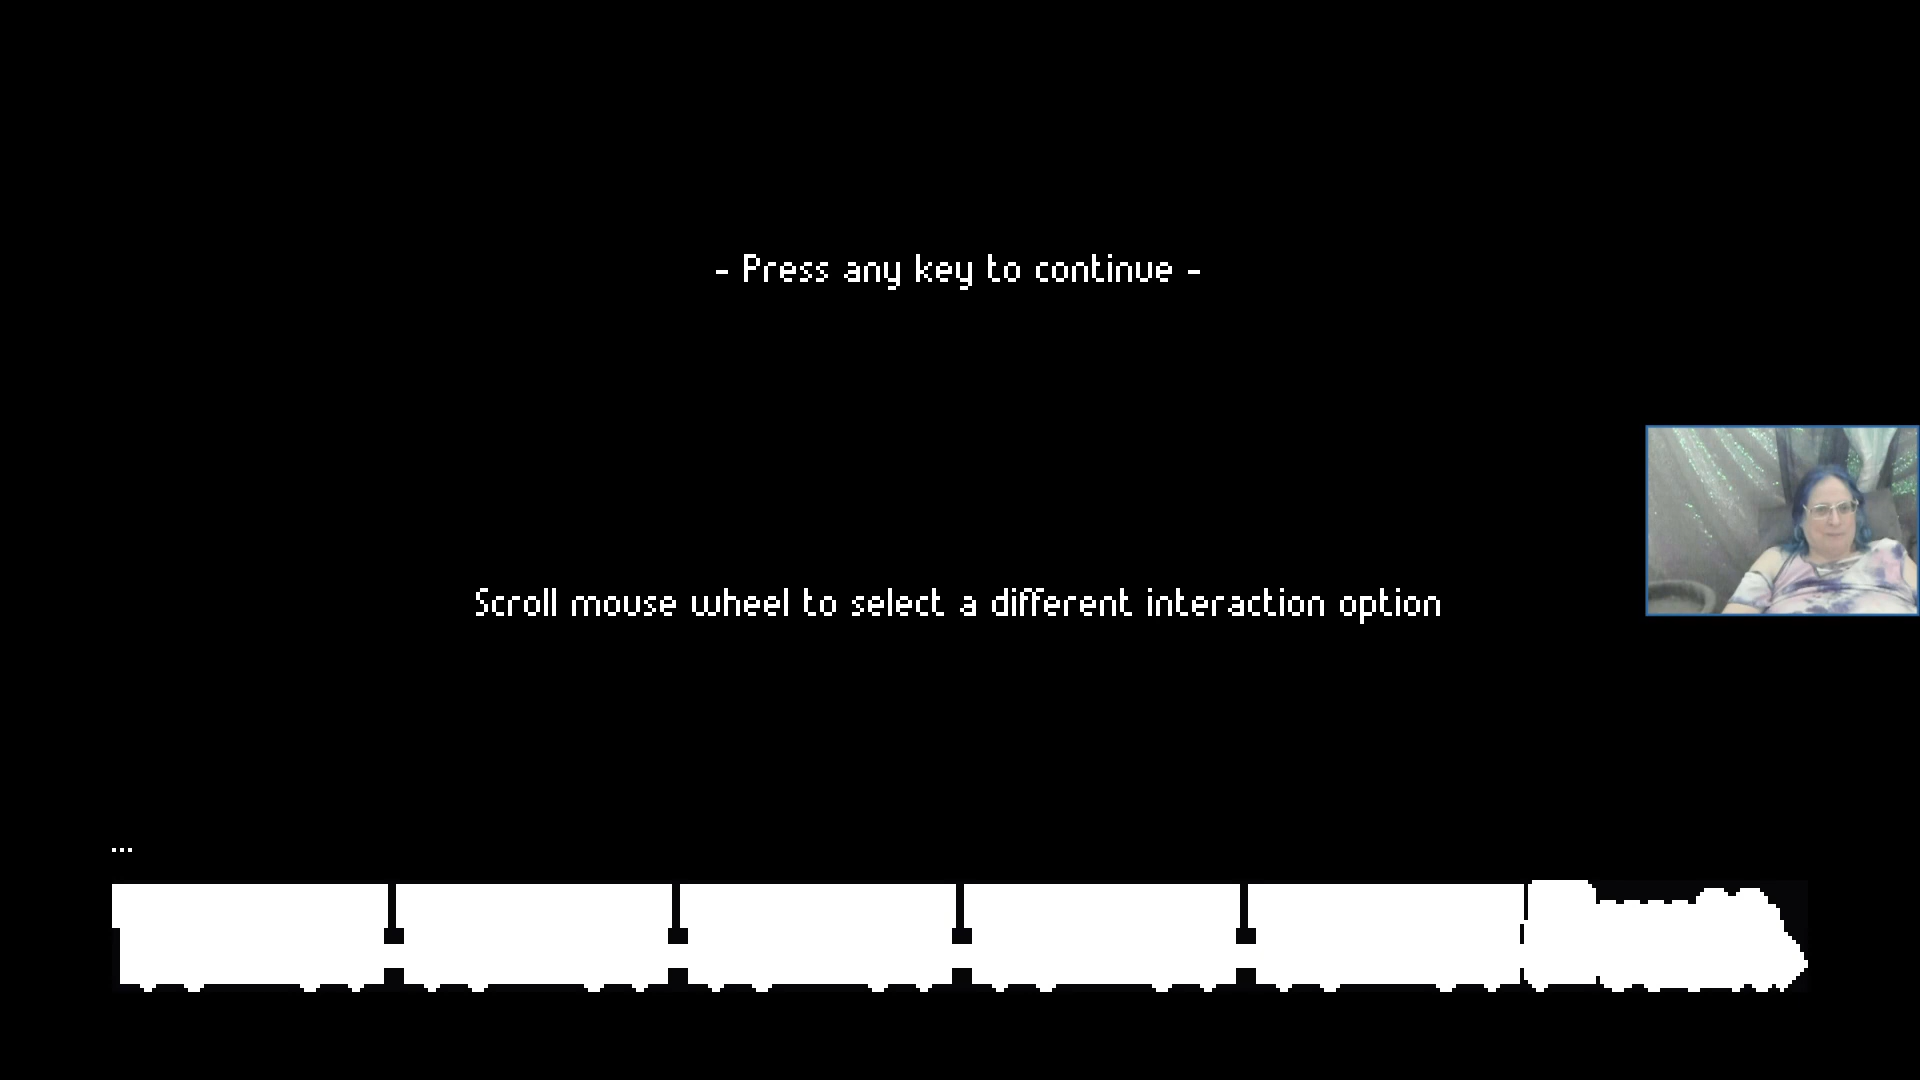 - Press any key to continue -
Scroll mouse wheel to select a different interaction option
...